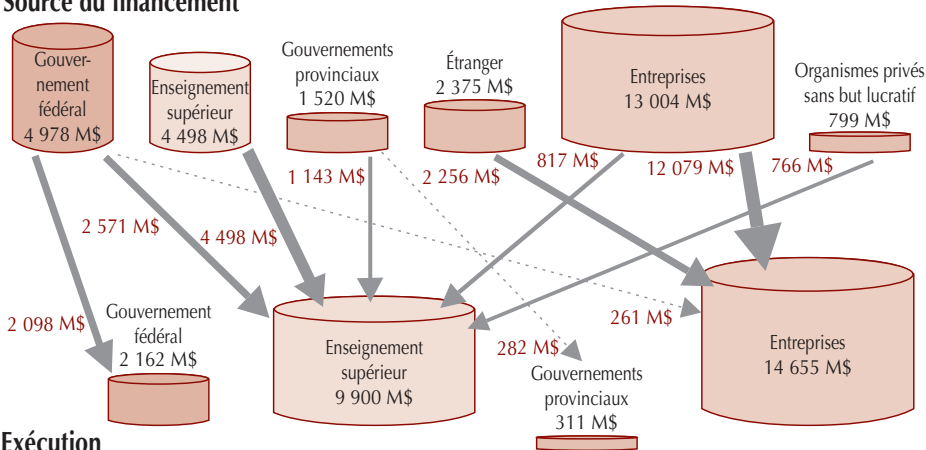 Source du financement
Gouver-
nement
fédéral
4 978 M$
Enseignement
supérieur
4 498 M$
Gouvernements
provinciaux
1 520 M$
Étranger
2 375 M$
Entreprises
13 004 M$
Organismes privés
sans but lucratif
799 M$
1 143 M$
2 256 M$
817 M$
12 079 M$
766 M$
2 571 M$
4 498 M$
2 098 M$
261 M$
282 M$
Gouvernement
fédéral
2 162 M$
Enseignement
supérieur
9 900 M$
Gouvernements
provinciaux
311 M$
Entreprises
14 655 M$
Exécution